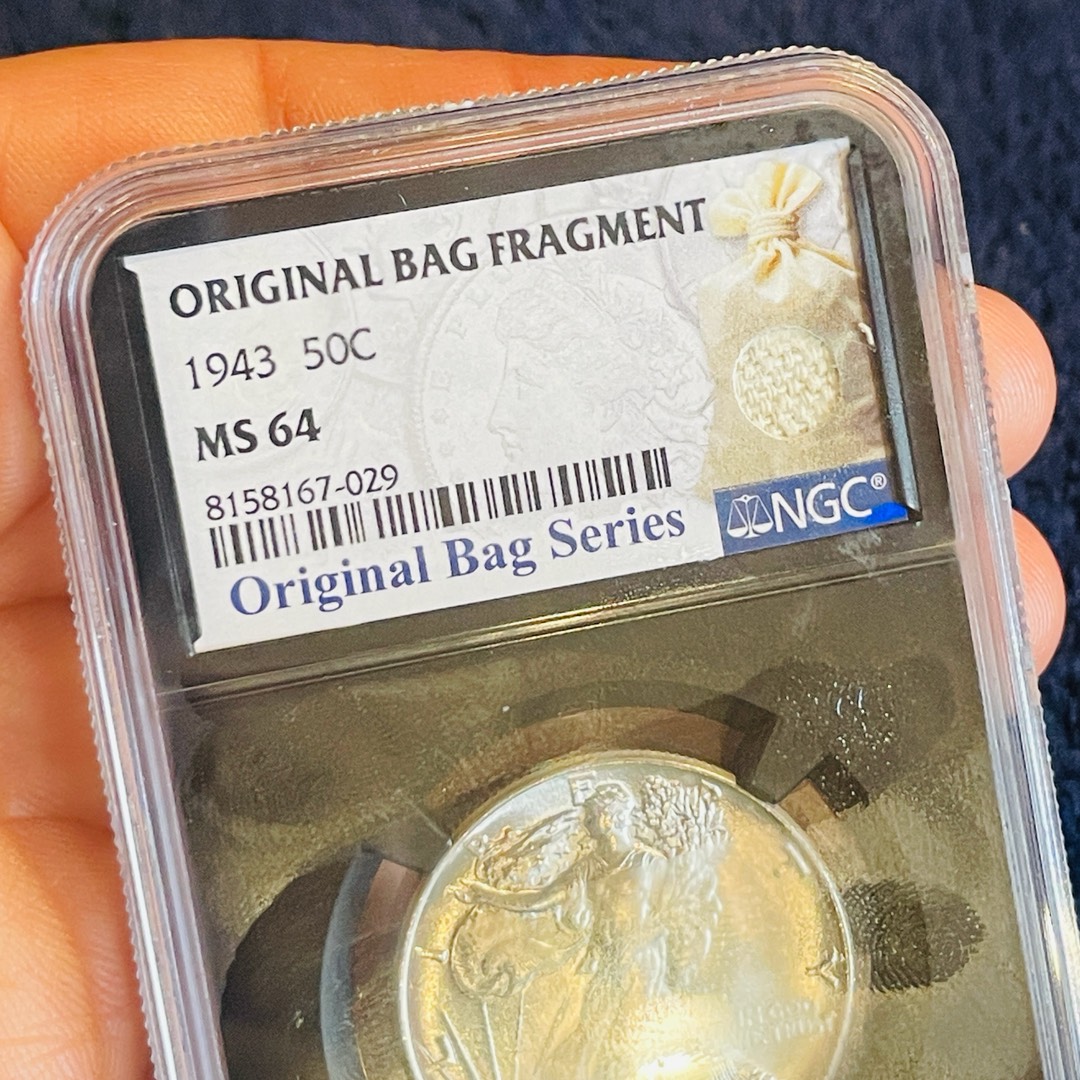 ORIGINAL BAG FRAGMENT
1943 50C
MS 64
8158167-029
Original Bag Series
NGC®